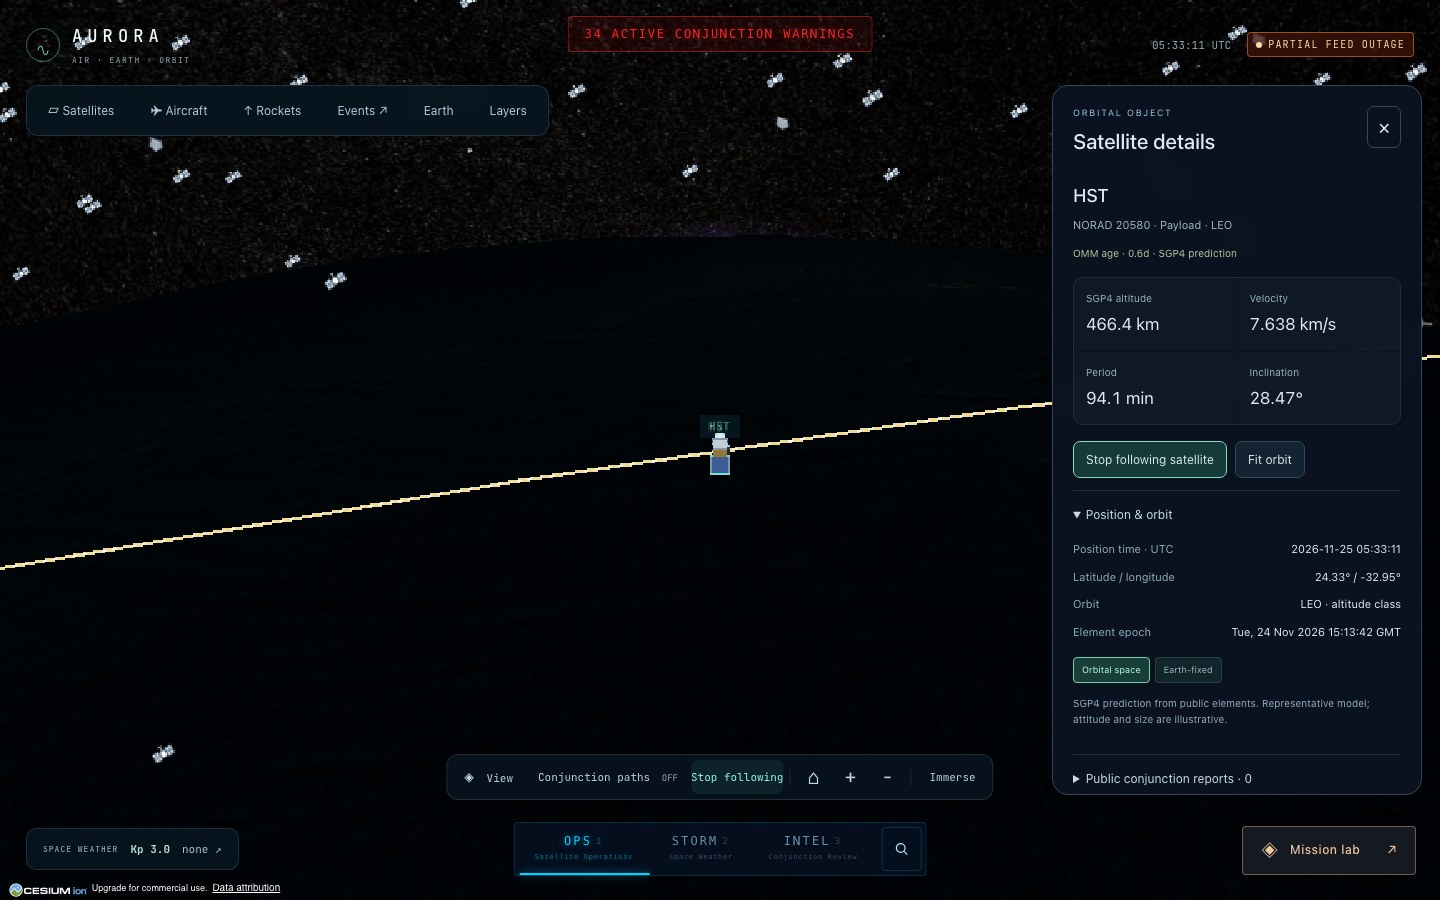 AURORA
AIR · EARTH · ORBIT
34 ACTIVE CONJUNCTION WARNINGS
05:33:11 UTC
PARTIAL FEED OUTAGE
Satellites
Aircraft
↑ Rockets
Events ↗
Earth
Layers
ORBITAL OBJECT
Satellite details
HST
NORAD 20580 · Payload · LEO
OMM age · 0.6d · SGP4 prediction
SGP4 altitude
466.4 km
Velocity
7.638 km/s
Period
94.1 min
Inclination
28.47°
Stop following satellite
Fit orbit
▼ Position & orbit
Position time · UTC 2026-11-25 05:33:11
Latitude / longitude 24.33° / -32.95°
Orbit LEO · altitude class
Element epoch Tue, 24 Nov 2026 15:13:42 GMT
Orbital space
Earth-fixed
SGP4 prediction from public elements. Representative model;
attitude and size are illustrative.
▶ Public conjunction reports · 0
HST
View
Conjunction paths OFF
Stop following
+
-
Immerse
OPS 1
Satellite Operations
STORM 2
Space Weather
INTEL 3
Conjunction Review
SPACE WEATHER Kp 3.0 none ↗
Mission lab ↗
CESIUM ion Upgrade for commercial use. Data attribution